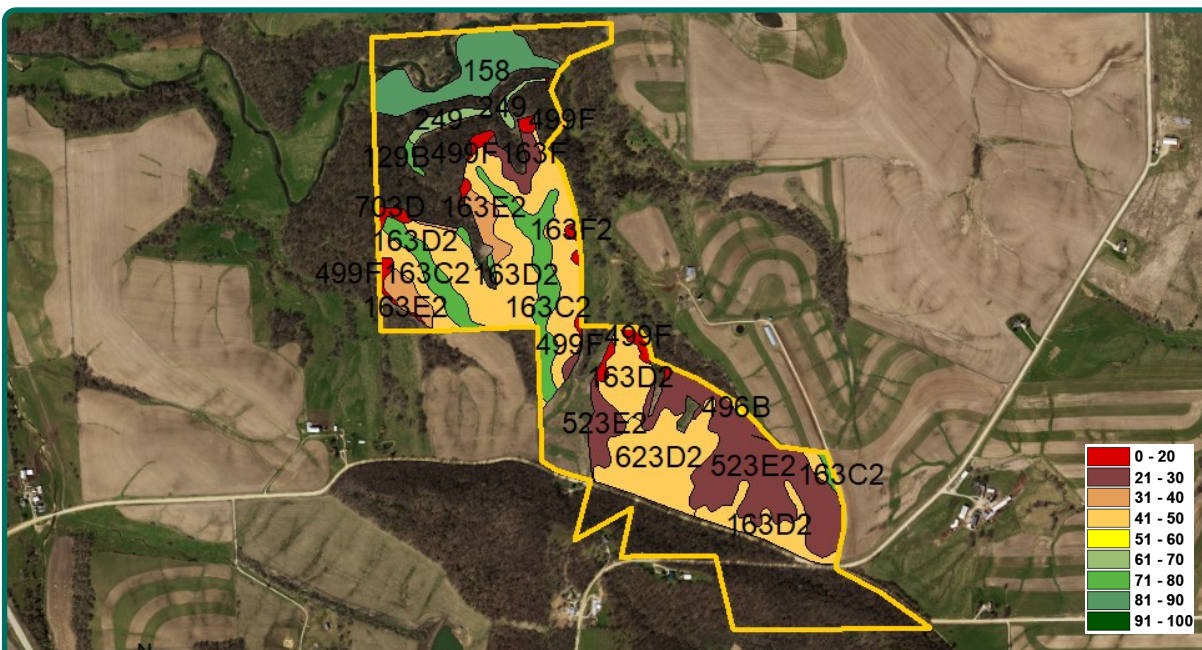 158
249
249
499F
129B
499F
163F
703D
163E2
163D2
163F2
499F
163C2
163D2
163E2
163C2
499F
499F
163D2
496B
523E2
623D2
523E2
163C2
163D2
0 - 20
21 - 30
31 - 40
41 - 50
51 - 60
61 - 70
71 - 80
81 - 90
91 - 100